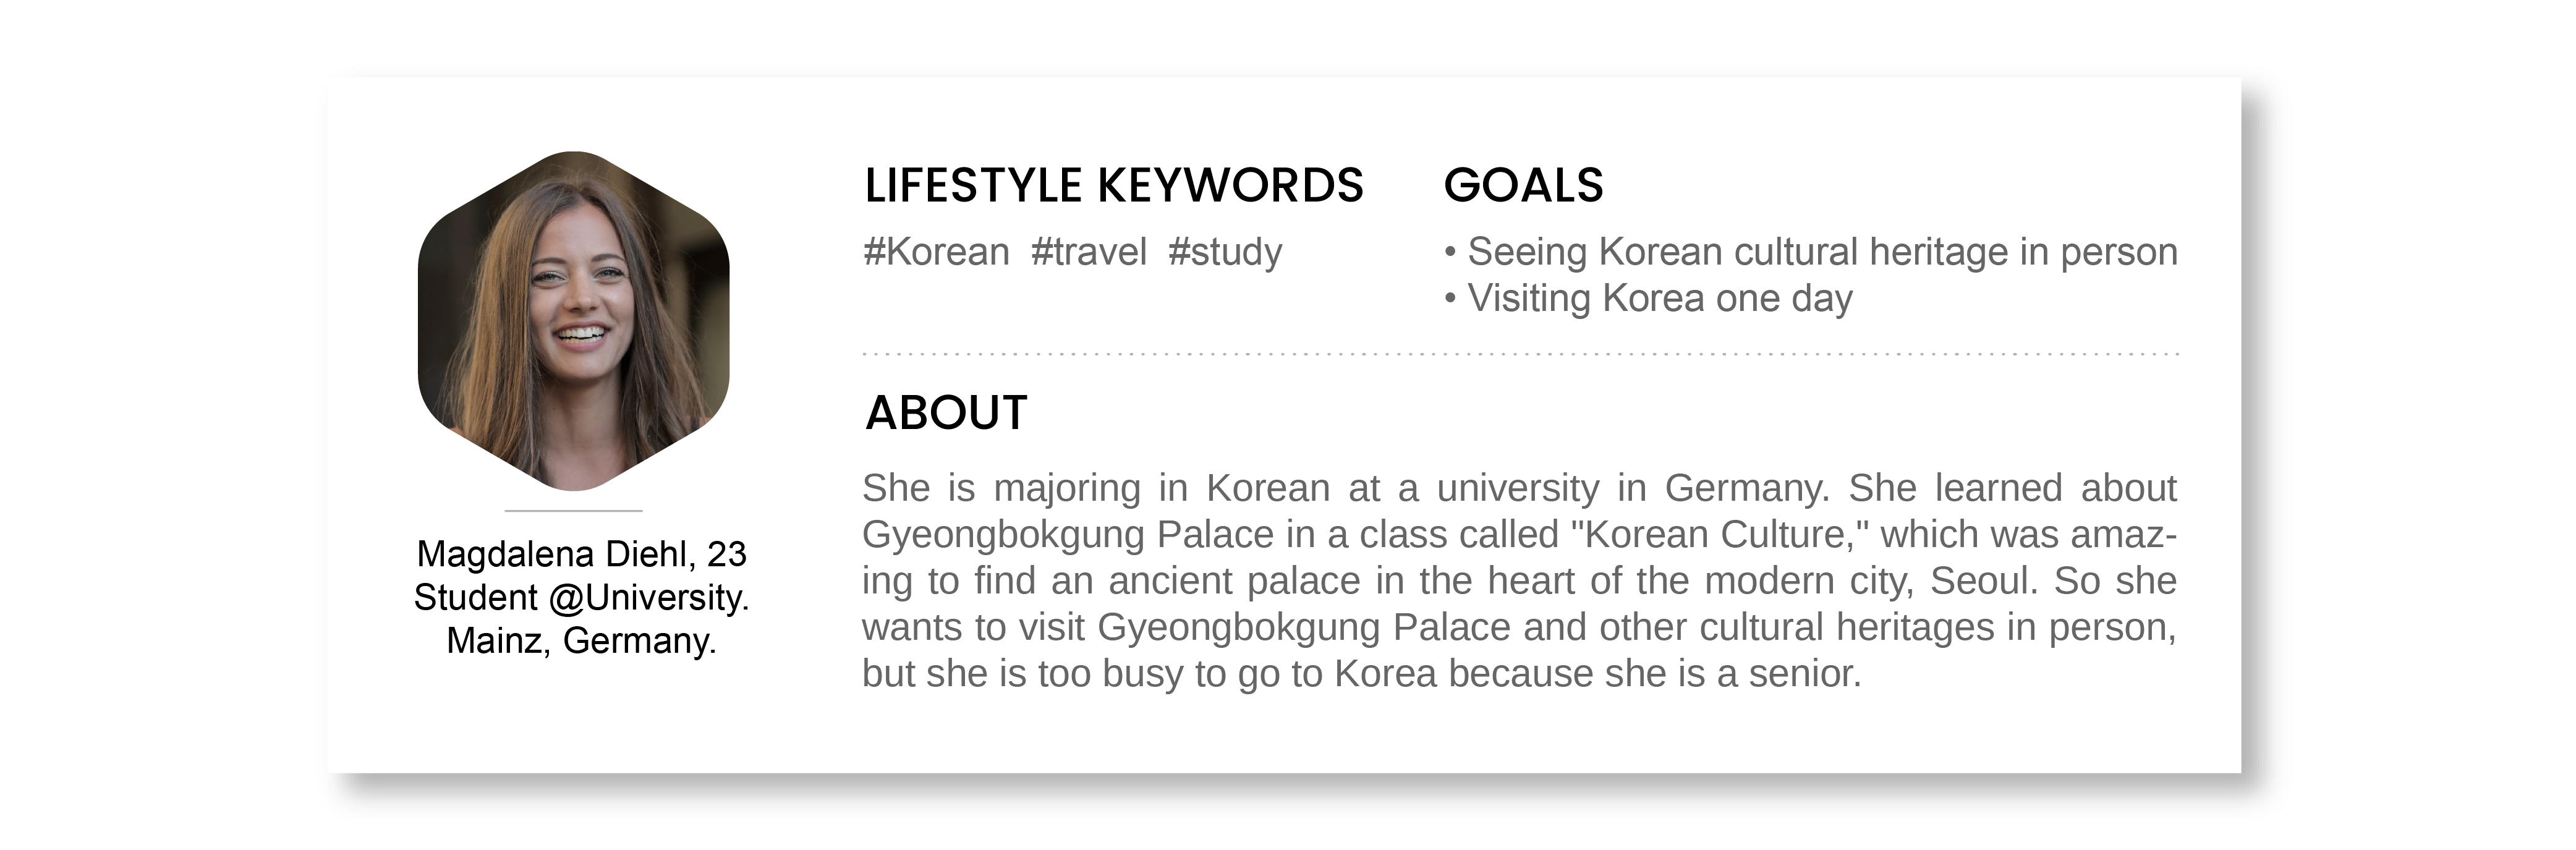 LIFESTYLE KEYWORDS
#Korean #travel #study
GOALS
• Seeing Korean cultural heritage in person
• Visiting Korea one day
ABOUT
She is majoring in Korean at a university in Germany. She learned about
Gyeongbokgung Palace in a class called "Korean Culture," which was amaz-
ing to find an ancient palace in the heart of the modern city, Seoul. So she
wants to visit Gyeongbokgung Palace and other cultural heritages in person,
but she is too busy to go to Korea because she is a senior.
Magdalena Diehl, 23
Student @University.
Mainz, Germany.